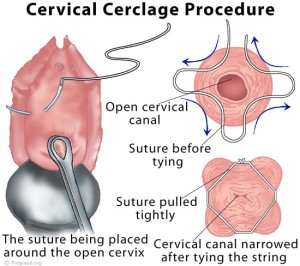 Cervical Cerclage Procedure
Open cervical
canal
Suture before
tying
Suture pulled
tightly
The suture being placed
around the open cervix
Cervical canal narrowed
after tying the string